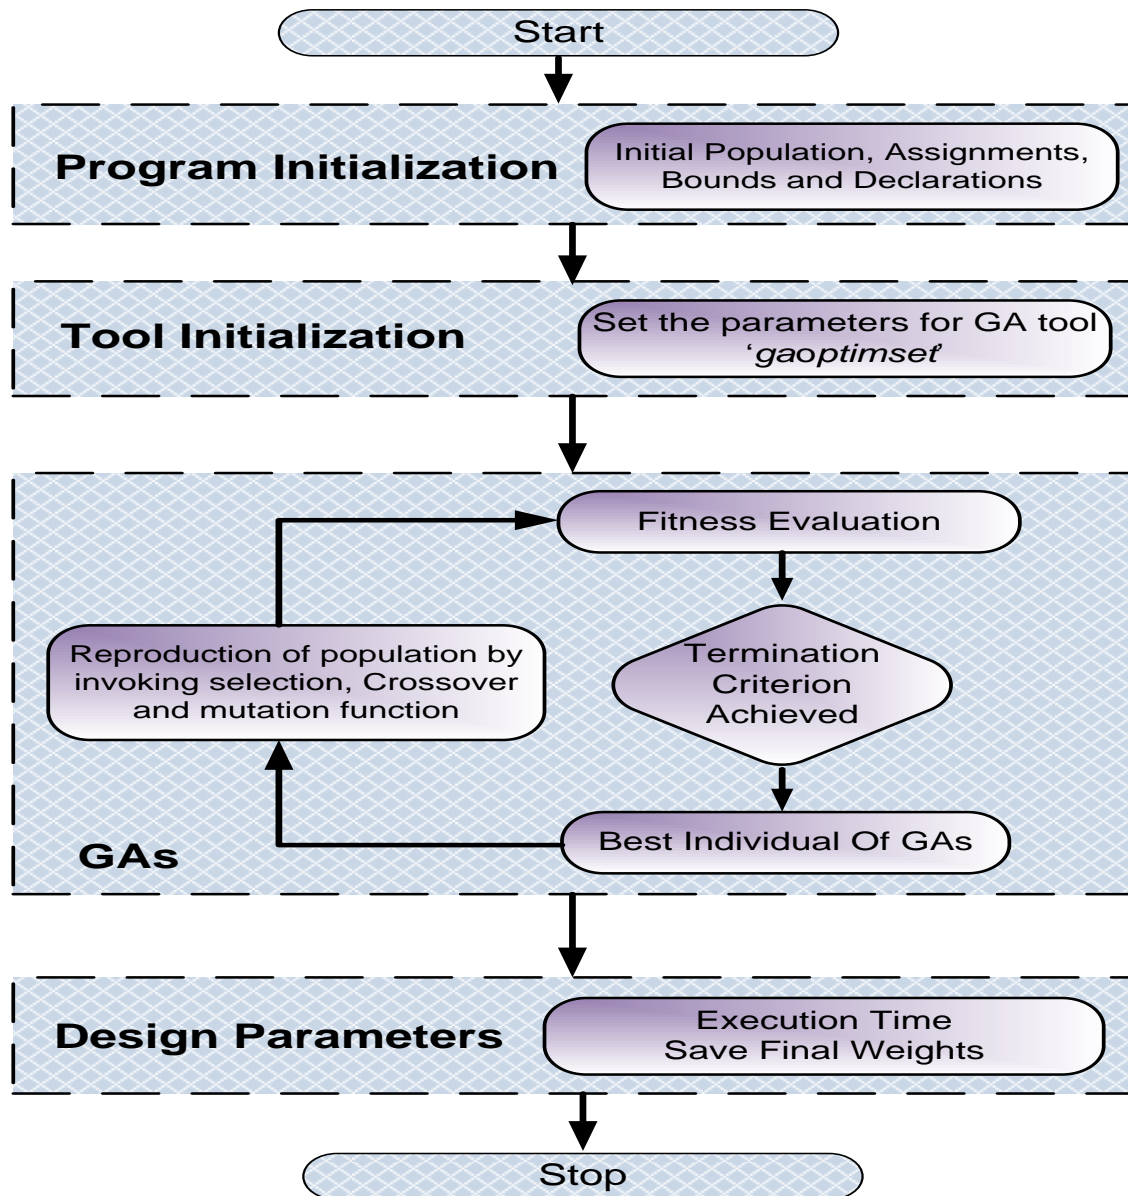 Start
Program Initialization
Initial Population, Assignments,
Bounds and Declarations
Tool Initialization
Set the parameters for GA tool
‘gaoptimset’
Fitness Evaluation
Reproduction of population by
invoking selection, Crossover
and mutation function
Termination
Criterion
Achieved
Best Individual Of GAs
GAs
Design Parameters
Execution Time
Save Final Weights
Stop